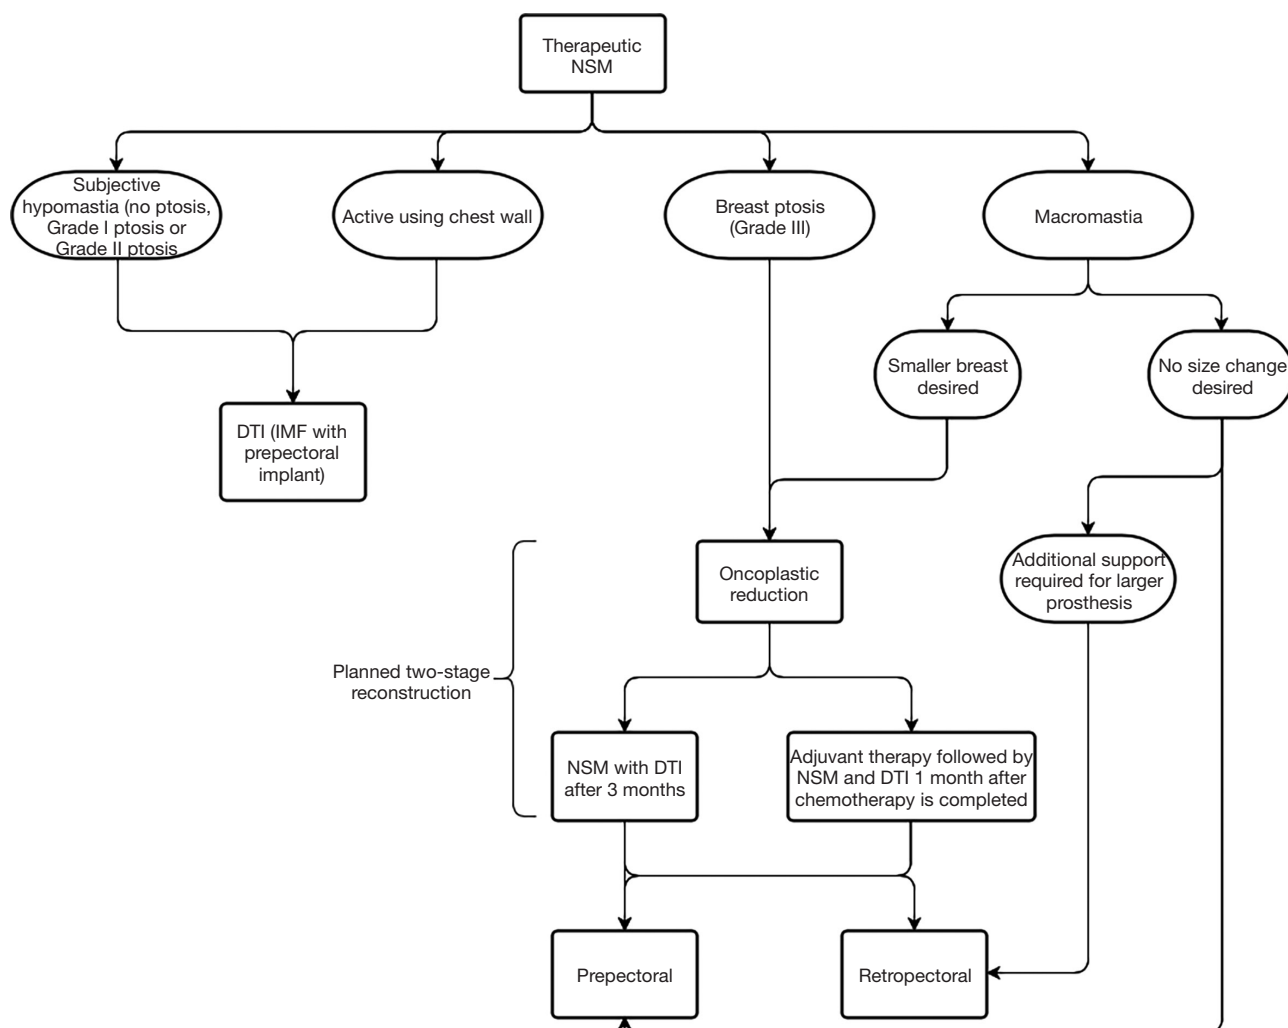 Therapeutic
NSM
Subjective
hypomastia (no ptosis,
Grade I ptosis or
Grade II ptosis
Active using chest wall
Breast ptosis
(Grade III)
Macromastia
Smaller breast
desired
No size change
desired
DTI (IMF with
prepectoral
implant)
Oncoplastic
reduction
Additional support
required for larger
prosthesis
Planned two-stage
reconstruction
NSM with DTI
after 3 months
Adjuvant therapy followed by
NSM and DTI 1 month after
chemotherapy is completed
Prepectoral
Retropectoral